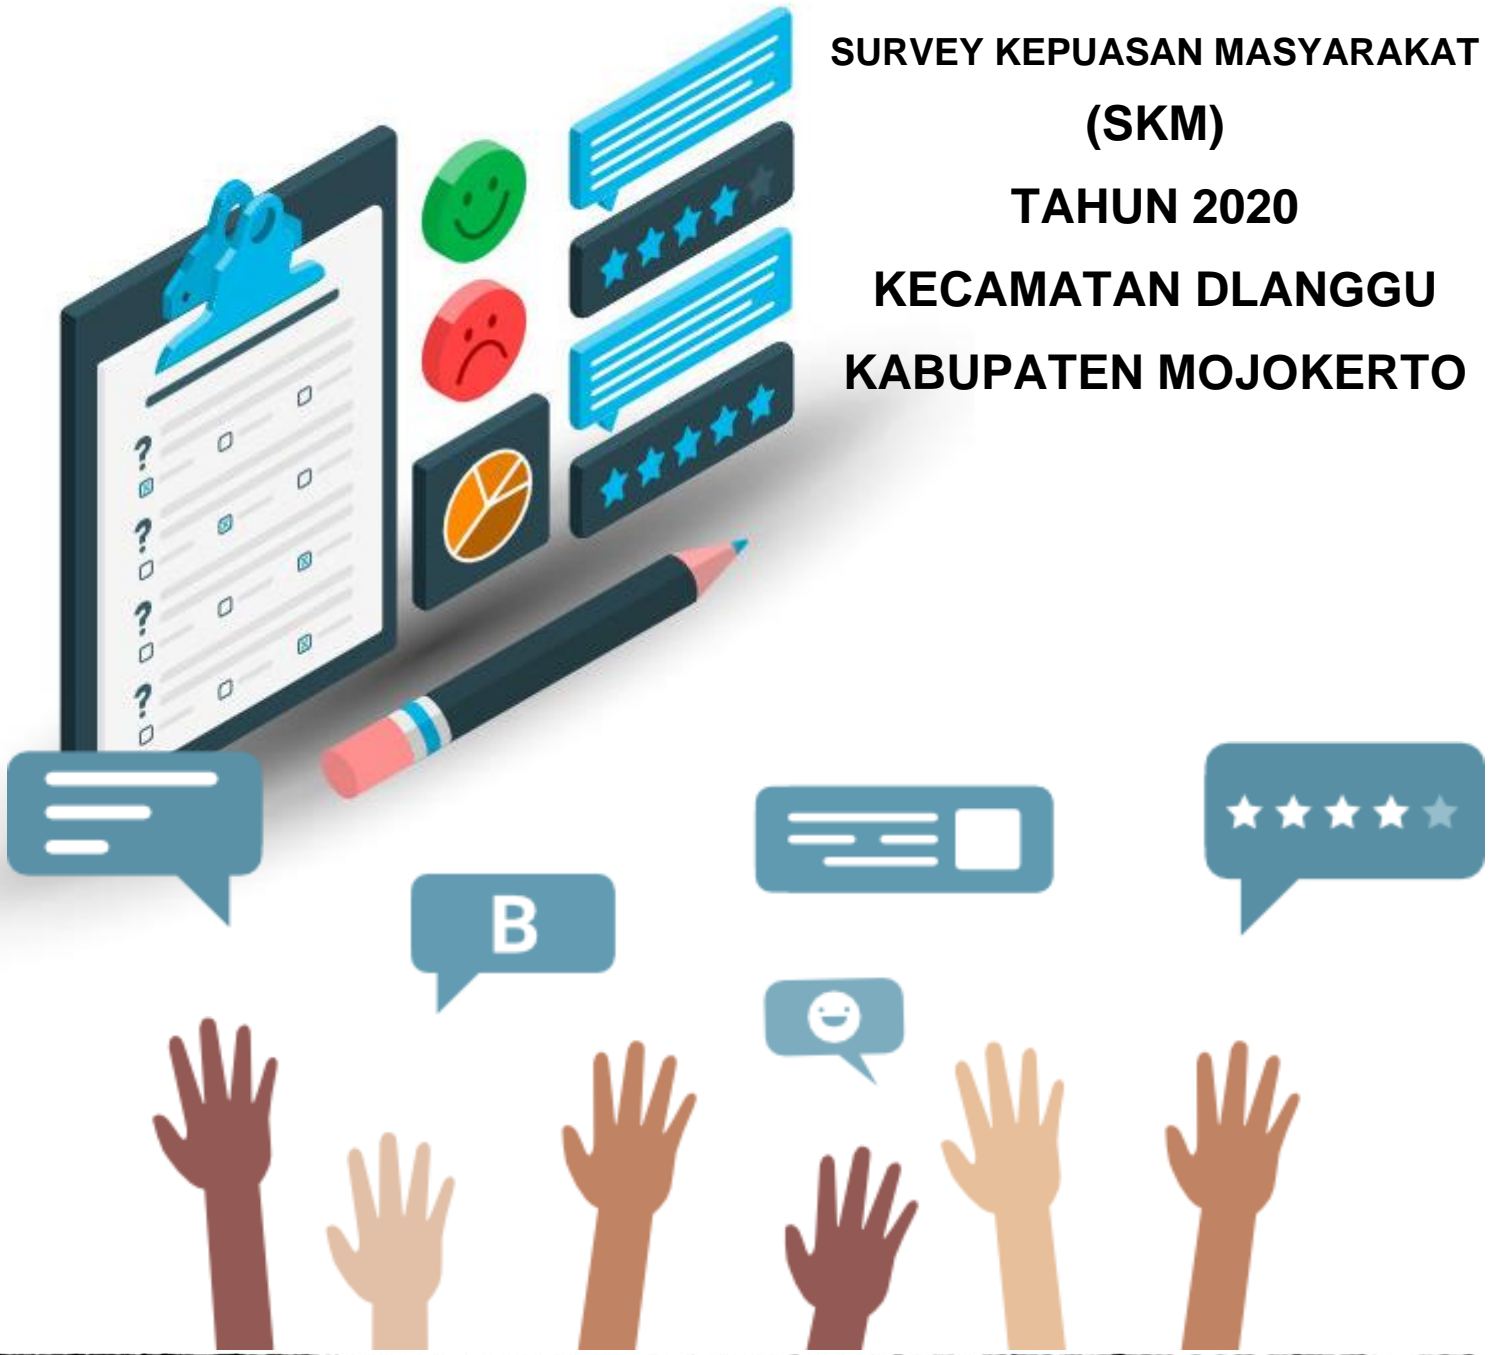 SURVEY KEPUASAN MASYARAKAT
(SKM)
TAHUN 2020
KECAMATAN DLANGGU
KABUPATEN MOJOKERTO
?
?
?
?
B